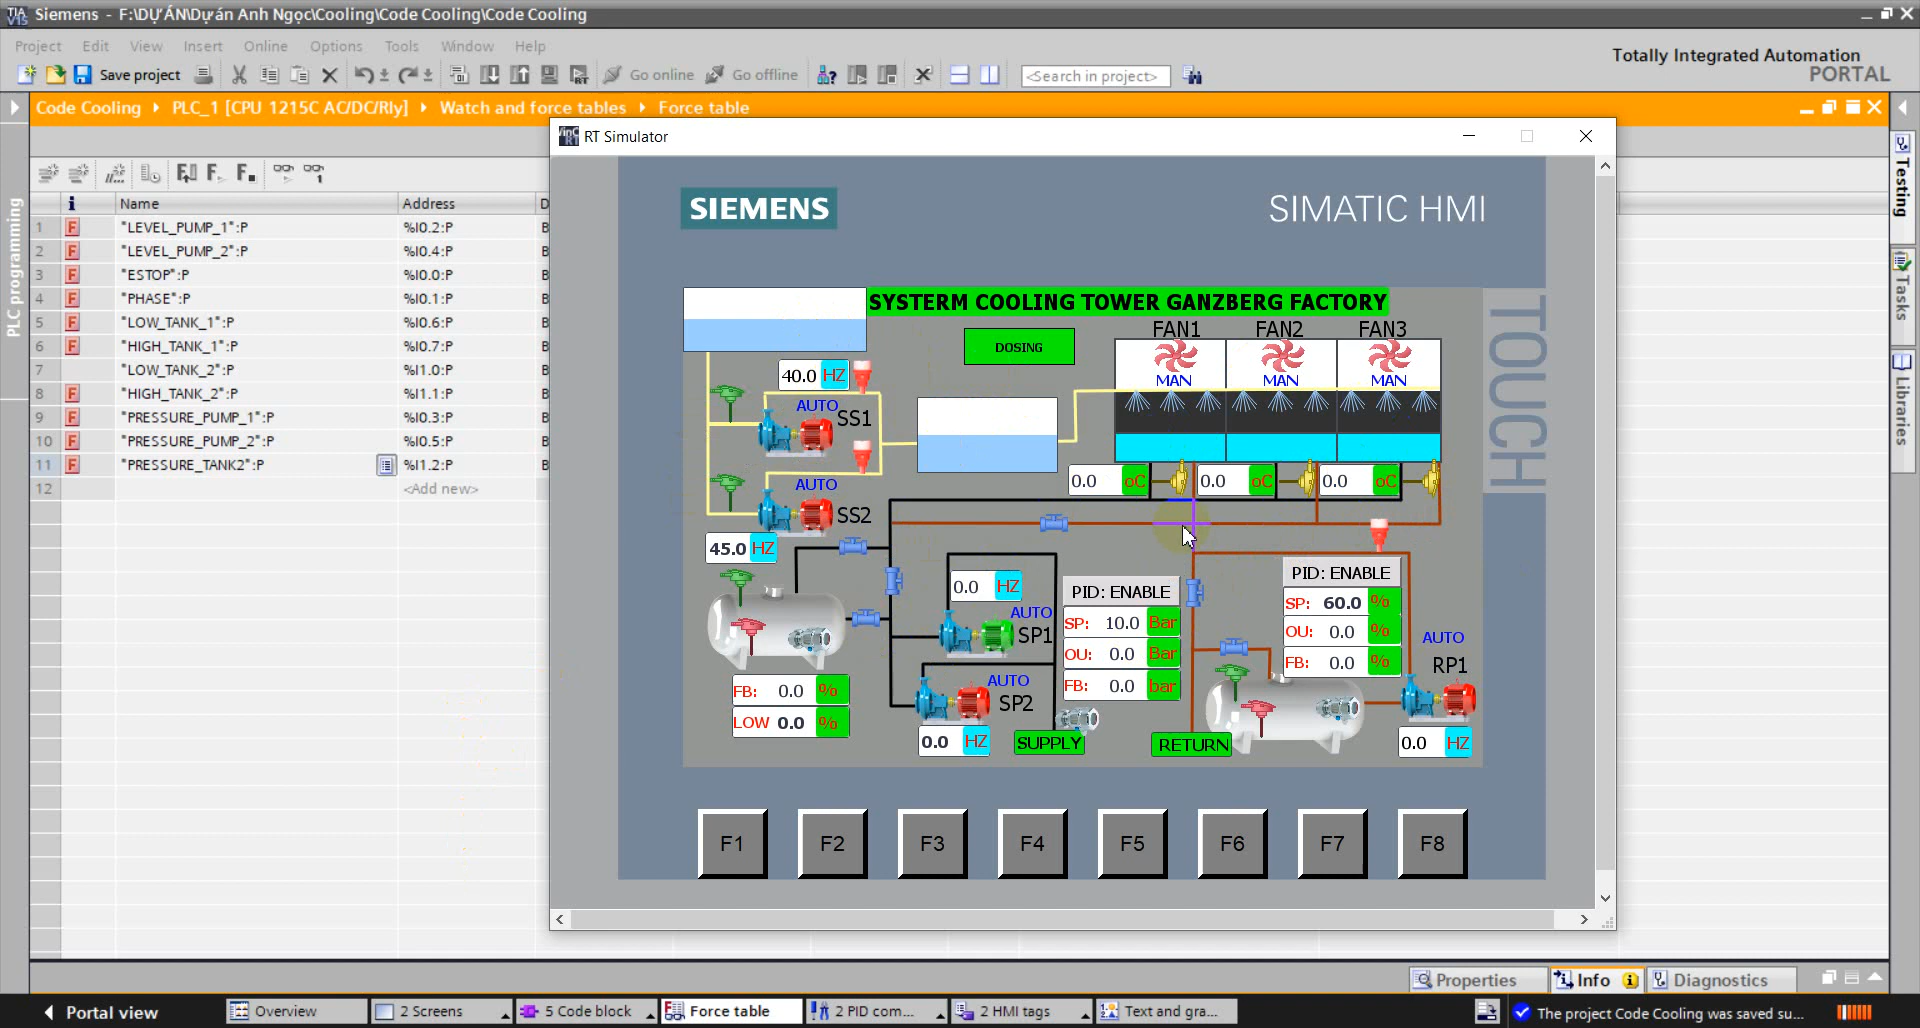 Siemens - F:\DỰ ÁN\Dự án Anh Ngọc\Cooling\Code Cooling\Code Cooling
Project Edit View Insert Online Options Tools Window Help
Totally Integrated Automation
PORTAL
Save project Go online Go offline <Search in project>
Code Cooling PLC_1 [CPU 1215C AC/DC/Rly] Watch and force tables Force table
RT Simulator
i Name Address D
1 F "LEVEL_PUMP_1":P %I0.2:P B
2 F "LEVEL_PUMP_2":P %I0.4:P B
3 F "ESTOP":P %I0.0:P B
4 F "PHASE":P %I0.1:P B
5 F "LOW_TANK_1":P %I0.6:P B
6 F "HIGH_TANK_1":P %I0.7:P B
7 "LOW_TANK_2":P %I1.0:P B
8 F "HIGH_TANK_2":P %I1.1:P B
9 F "PRESSURE_PUMP_1":P %I0.3:P B
10 F "PRESSURE_PUMP_2":P %I0.5:P B
11 F "PRESSURE_TANK2":P %I1.2:P B
12 <Add new>
PLC programming
Testing
Tasks
Libraries
SIEMENS
SIMATIC HMI
TOUCH
SYSTERM COOLING TOWER GANZBERG FACTORY
DOSING
FAN1 FAN2 FAN3
MAN MAN MAN
40.0 HZ
AUTO
SS1
AUTO
SS2
45.0 HZ
0.0 oC 0.0 oC 0.0 oC
0.0 HZ
AUTO
SP1
AUTO
SP2
0.0 HZ
PID: ENABLE
SP: 10.0 Bar
OU: 0.0 Bar
FB: 0.0 bar
PID: ENABLE
SP: 60.0 %
OU: 0.0 %
FB: 0.0 %
AUTO
RP1
0.0 HZ
FB: 0.0 %
LOW 0.0 %
SUPPLY
RETURN
F1 F2 F3 F4 F5 F6 F7 F8
Properties Info Diagnostics
Portal view Overview 2 Screens 5 Code block Force table 2 PID com... 2 HMI tags Text and gra... The project Code Cooling was saved su...